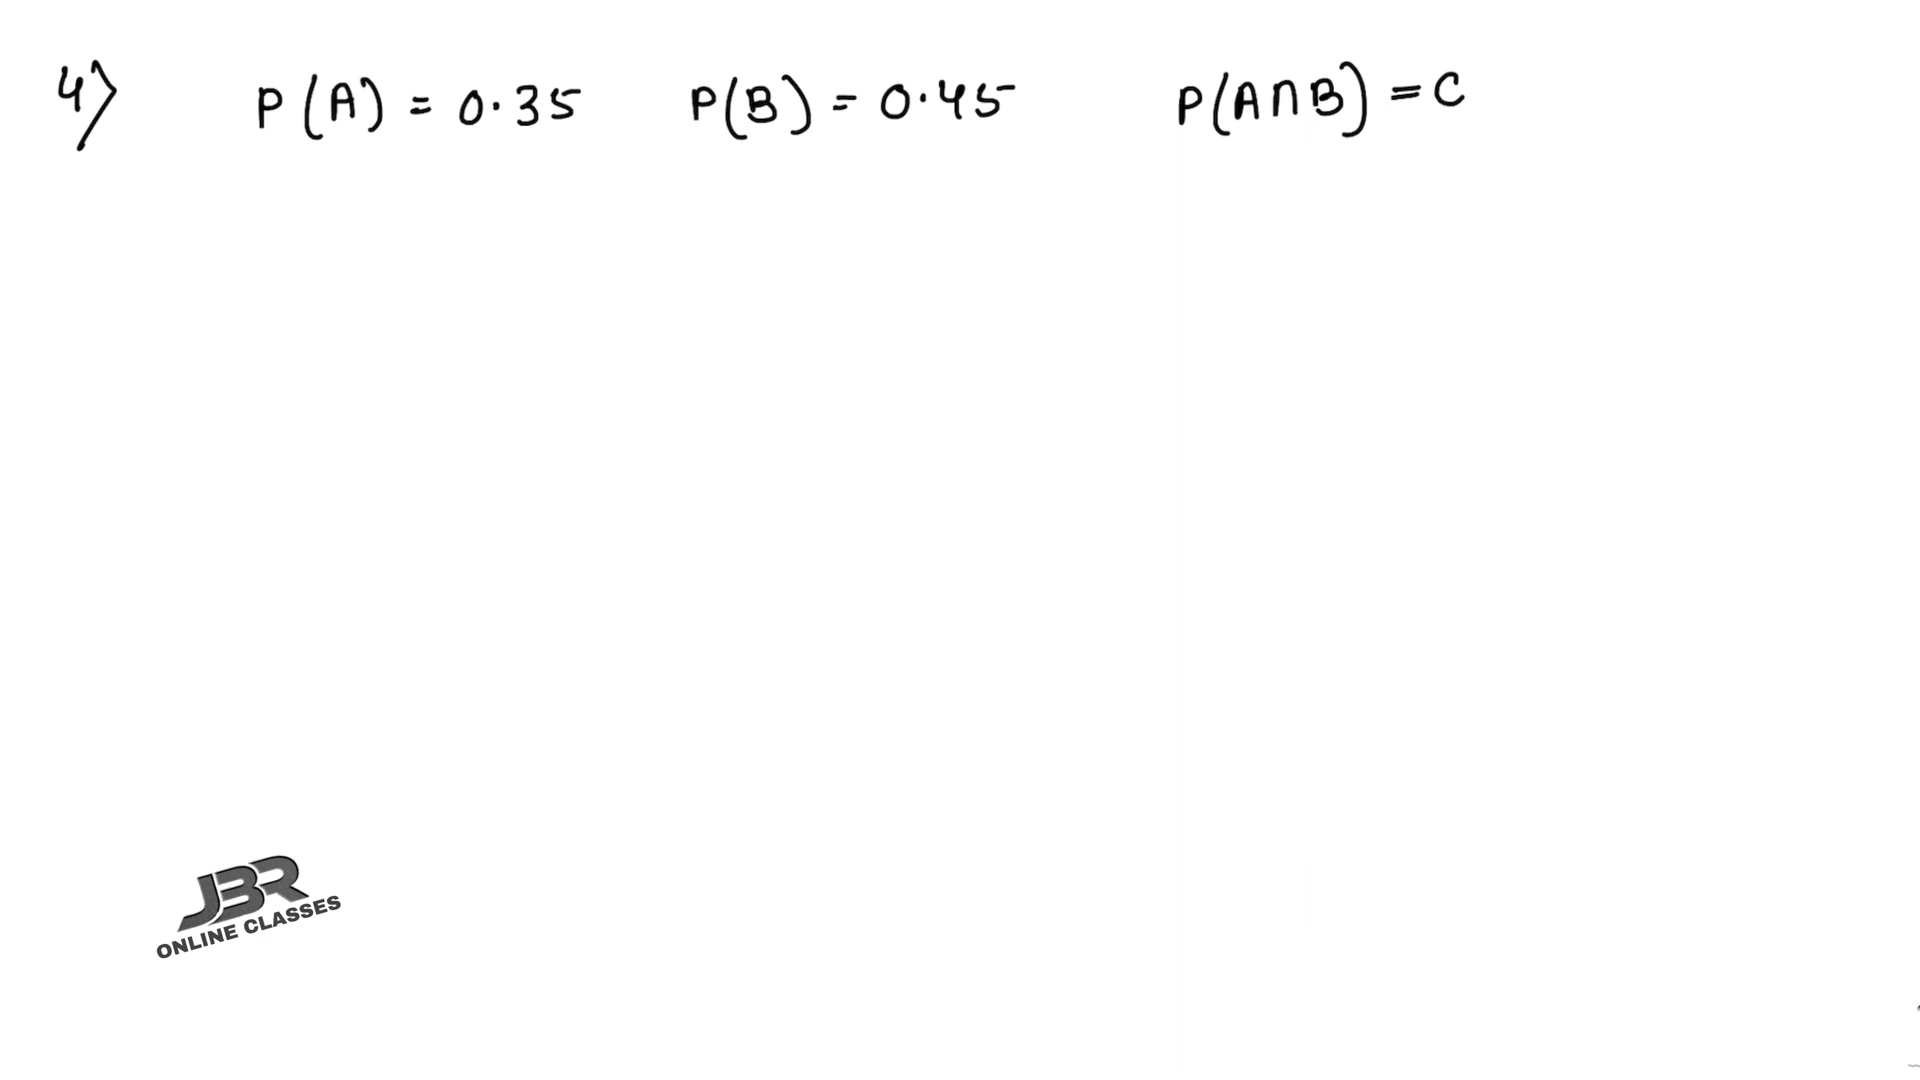 4) P(A) = 0.35 P(B) = 0.45 P(A∩B) = C
JBR
ONLINE CLASSES